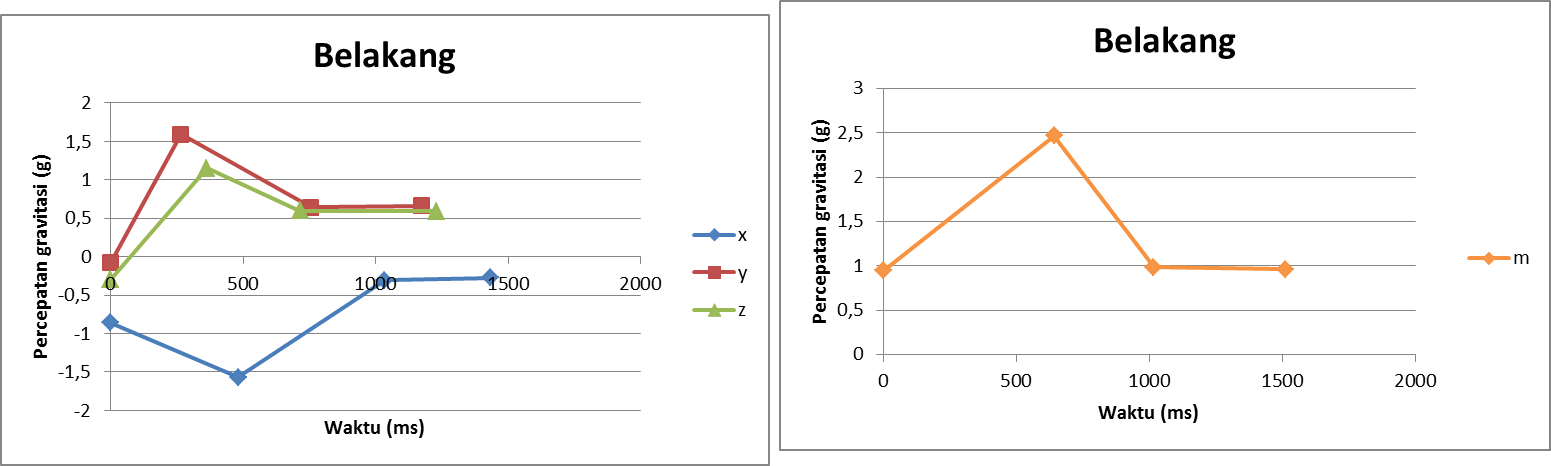 Belakang
Percepatan gravitasi (g)
2
1,5
1
0,5
0
-0,5
-1
-1,5
-2
0
500
1000
1500
2000
Waktu (ms)
x
y
z
Belakang
Percepatan gravitasi (g)
3
2,5
2
1,5
1
0,5
0
0
500
1000
1500
2000
Waktu (ms)
m